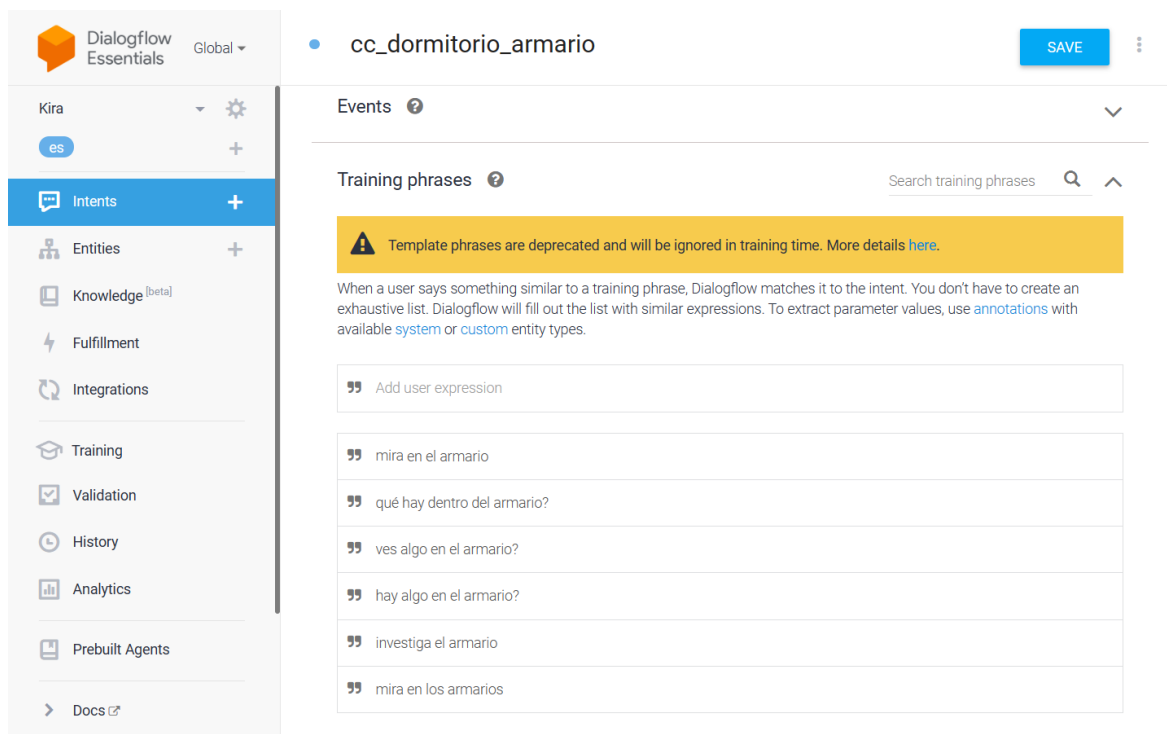 Dialogflow
Essentials
Global
cc_dormitorio_armario
SAVE
Kira
es
Intents
Entities
Knowledge [beta]
Fulfillment
Integrations
Training
Validation
History
Analytics
Prebuilt Agents
Docs
Events
Training phrases
Search training phrases
Template phrases are deprecated and will be ignored in training time. More details here.
When a user says something similar to a training phrase, Dialogflow matches it to the intent. You don't have to create an
exhaustive list. Dialogflow will fill out the list with similar expressions. To extract parameter values, use annotations with
available system or custom entity types.
Add user expression
mira en el armario
qué hay dentro del armario?
ves algo en el armario?
hay algo en el armario?
investiga el armario
mira en los armarios